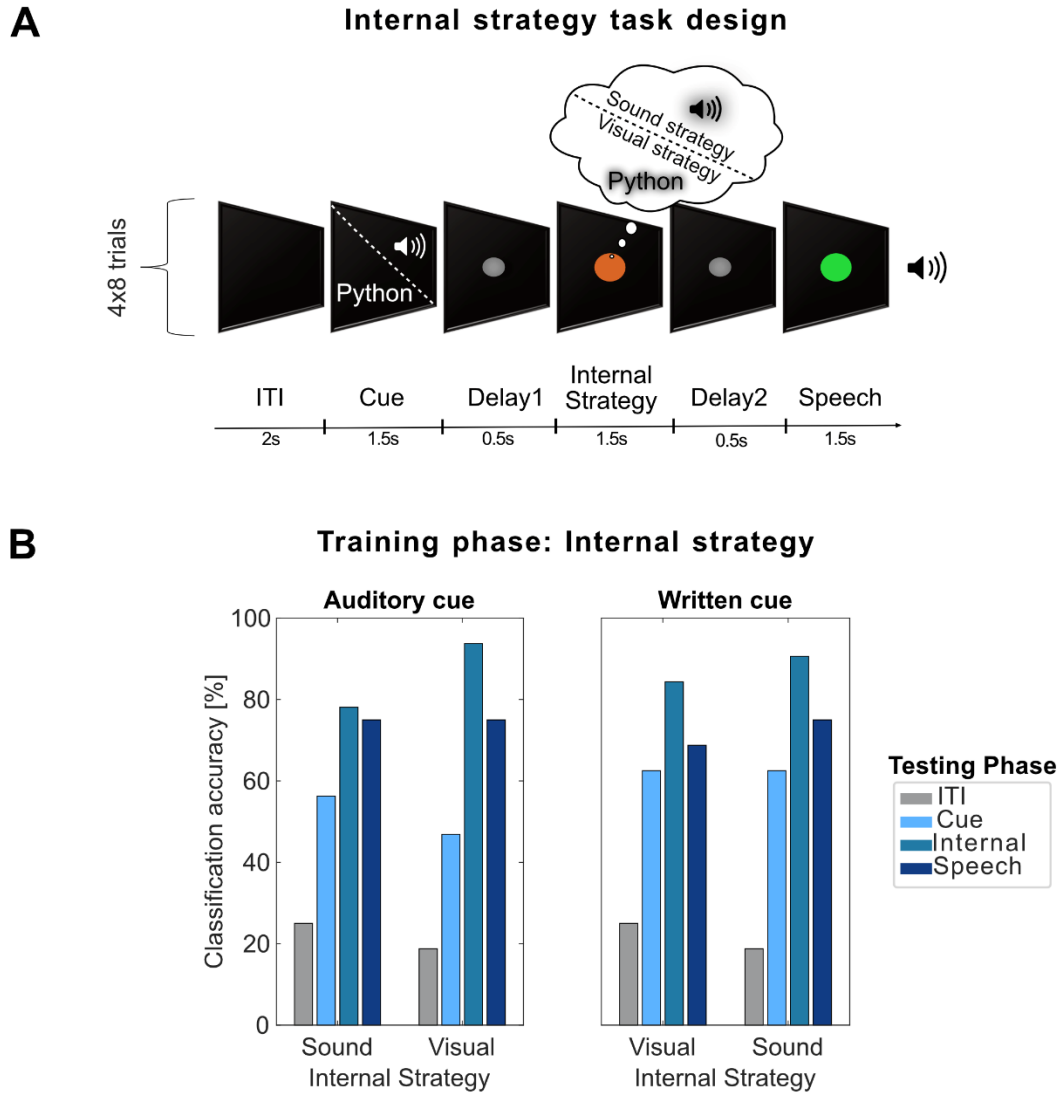 A
Internal strategy task design
Sound strategy
Visual strategy
Python
4x8 trials
Python
ITI
Cue
Delay1
Internal
Strategy
Delay2
Speech
2s
1.5s
0.5s
1.5s
0.5s
1.5s
B
Training phase: Internal strategy
Auditory cue
Written cue
Classification accuracy [%]
100
80
60
40
20
0
Sound
Visual
Internal Strategy
Visual
Sound
Internal Strategy
Testing Phase
ITI
Cue
Internal
Speech